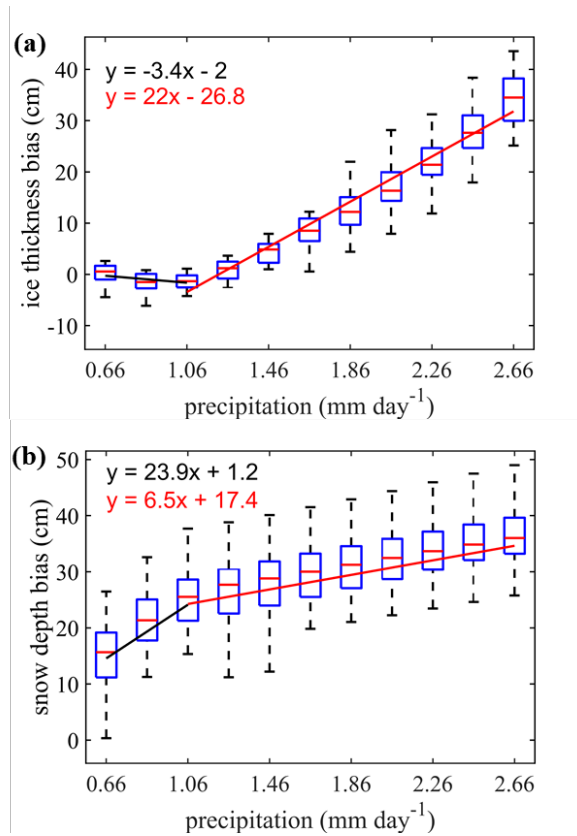 (a)
y = -3.4x - 2
y = 22x - 26.8
ice thickness bias (cm)
40
30
20
10
0
-10
0.66 1.06 1.46 1.86 2.26 2.66
precipitation (mm day⁻¹)
(b)
y = 23.9x + 1.2
y = 6.5x + 17.4
snow depth bias (cm)
50
40
30
20
10
0
0.66 1.06 1.46 1.86 2.26 2.66
precipitation (mm day⁻¹)